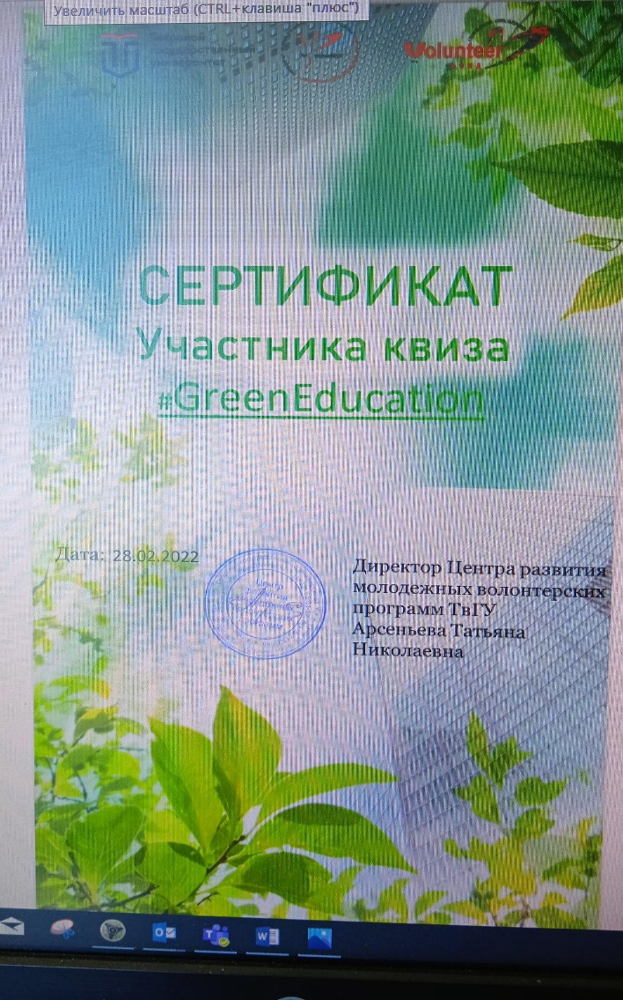 Увеличить масштаб (CTRL+клавиша "плюс")
Volunteer
СЕРТИФИКАТ
Участника квиза
#GreenEducation
Дата: 28.02.2022
Центр
Директор Центра развития
молодежных волонтерских
программ ТвГУ
Арсеньева Татьяна
Николаевна